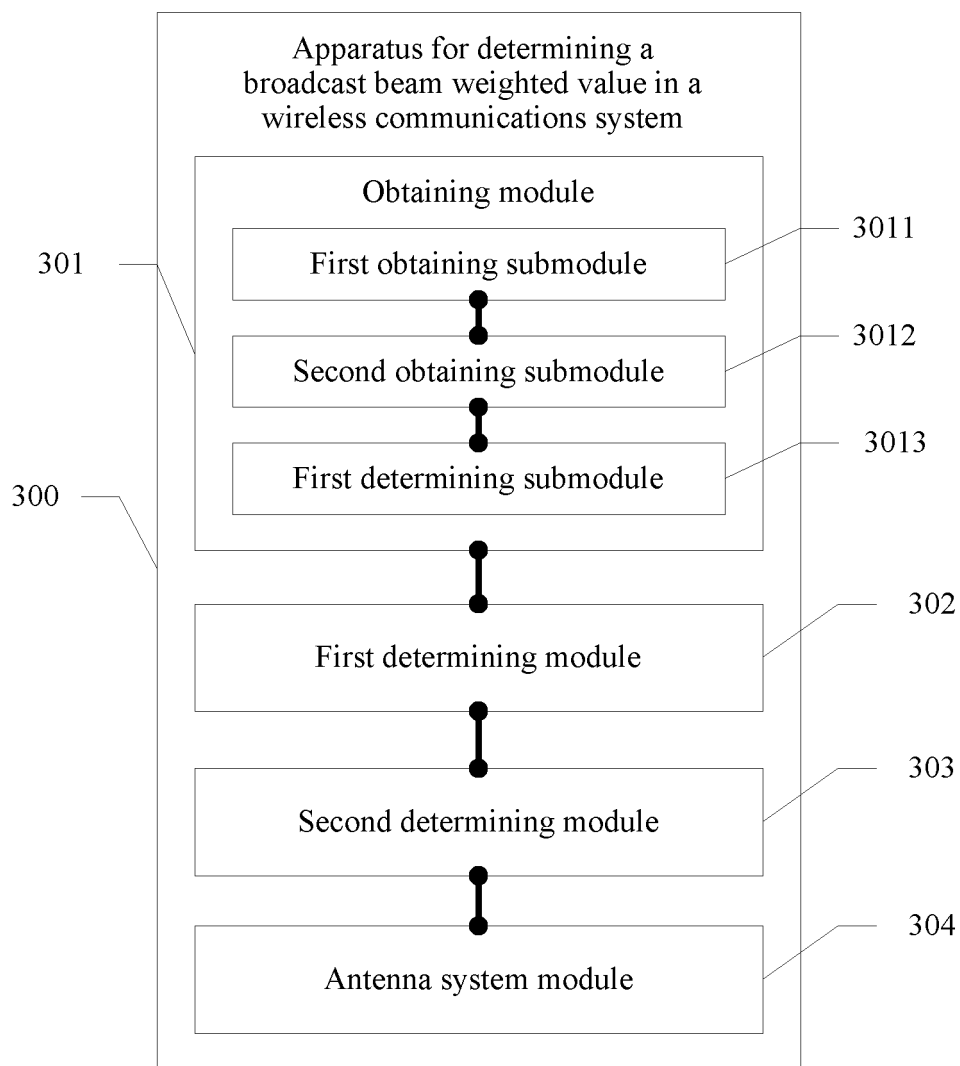 Apparatus for determining a
broadcast beam weighted value in a
wireless communications system
Obtaining module
3011
First obtaining submodule
301
3012
Second obtaining submodule
3013
First determining submodule
300
302
First determining module
303
Second determining module
304
Antenna system module